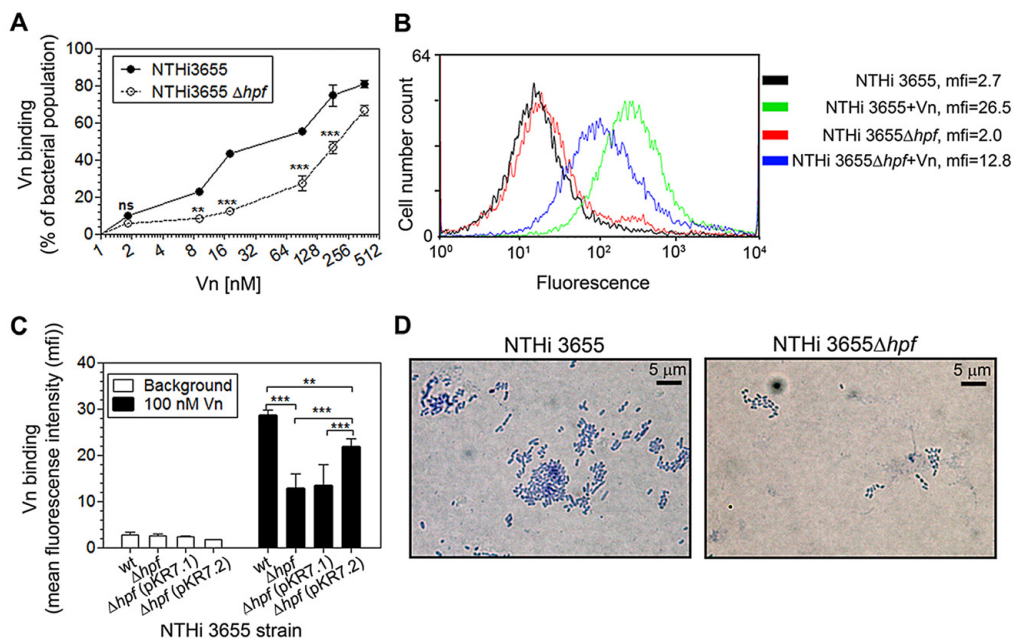 A
Vn binding
(% of bacterial population)
100
80
60
40
20
0
NTHi3655
NTHi3655 Δhpf
ns
**
***
***
***
1 2 4 8 16 32 64 128 256 512
Vn [nM]
B
64
Cell number count
0
10⁰ 10¹ 10² 10³ 10⁴
Fluorescence
NTHi 3655, mfi=2.7
NTHi 3655+Vn, mfi=26.5
NTHi 3655Δhpf, mfi=2.0
NTHi 3655Δhpf+Vn, mfi=12.8
C
Vn binding
(mean fluorescense intensity (mfi))
40
30
20
10
0
Background
100 nM Vn
**
***
***
***
wt
Δhpf
Δhpf (pKR7.1)
Δhpf (pKR7.2)
wt
Δhpf
Δhpf (pKR7.1)
Δhpf (pKR7.2)
NTHi 3655 strain
D
NTHi 3655
5 µm
NTHi 3655Δhpf
5 µm